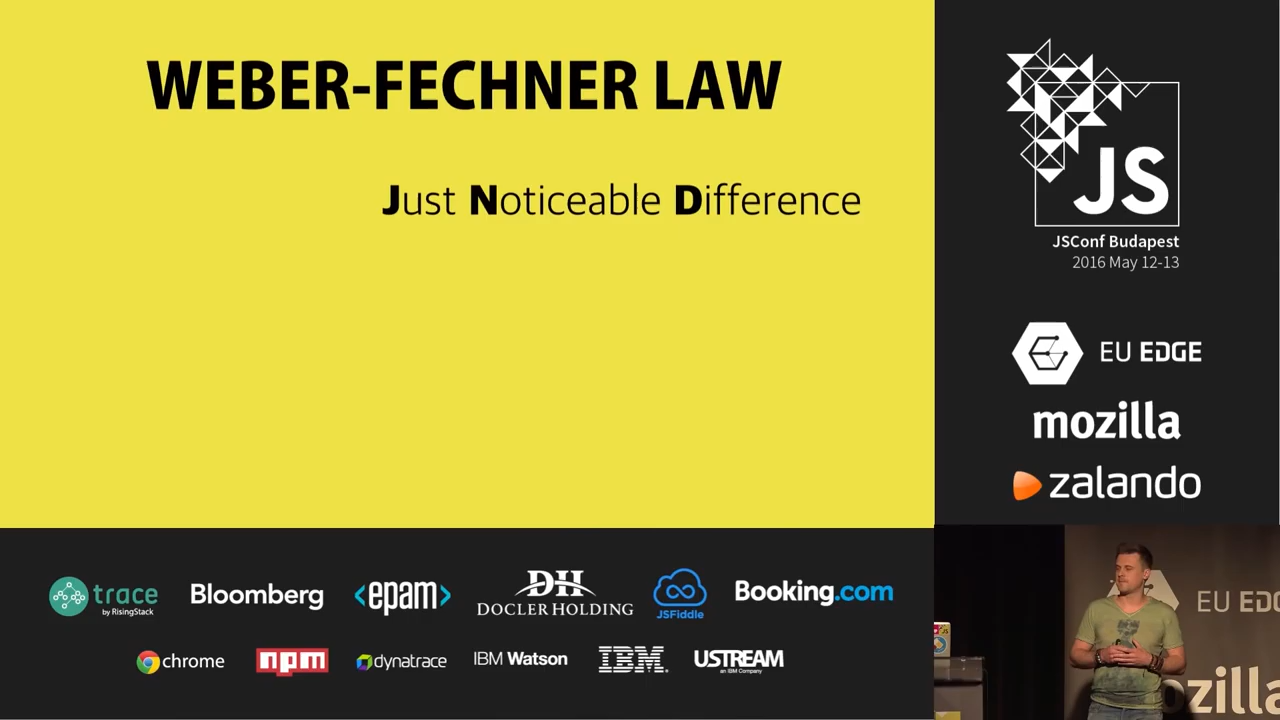 WEBER-FECHNER LAW
Just Noticeable Difference
JS
JSConf Budapest
2016 May 12-13
EU EDGE
mozilla
zalando
trace
by RisingStack
Bloomberg
<epam>
DH
DOCLER HOLDING
JSFiddle
Booking.com
chrome
npm
dynatrace
IBM Watson
IBM
USTREAM
an IBM Company
EU EDG
ozilla